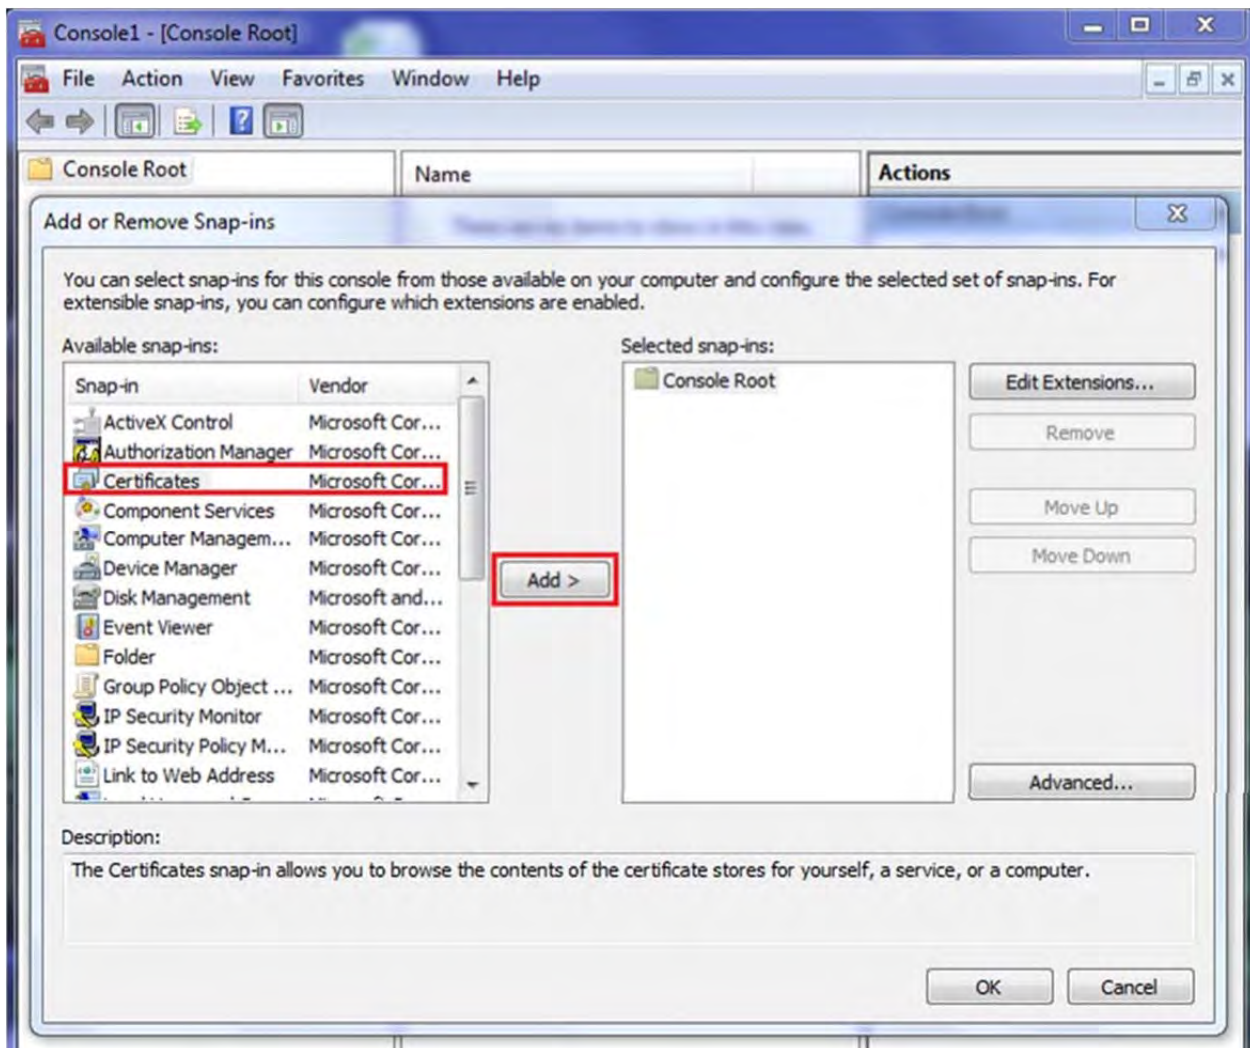 Console1 - [Console Root]
File Action View Favorites Window Help
Console Root
Name
Actions
Add or Remove Snap-ins
You can select snap-ins for this console from those available on your computer and configure the selected set of snap-ins. For
extensible snap-ins, you can configure which extensions are enabled.
Available snap-ins:
Selected snap-ins:
Snap-in Vendor
Console Root
Edit Extensions...
ActiveX Control Microsoft Cor...
Authorization Manager Microsoft Cor...
Remove
Certificates Microsoft Cor...
Component Services Microsoft Cor...
Move Up
Computer Managem... Microsoft Cor...
Move Down
Device Manager Microsoft Cor...
Add >
Disk Management Microsoft and...
Event Viewer Microsoft Cor...
Folder Microsoft Cor...
Group Policy Object ... Microsoft Cor...
IP Security Monitor Microsoft Cor...
IP Security Policy M... Microsoft Cor...
Link to Web Address Microsoft Cor...
Advanced...
Description:
The Certificates snap-in allows you to browse the contents of the certificate stores for yourself, a service, or a computer.
OK
Cancel